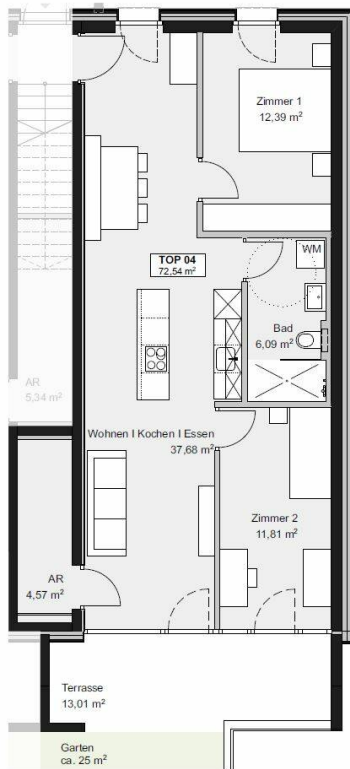 Zimmer 1
12,39 m²
TOP 04
72,54 m²
WM
Bad
6,09 m²
AR
5,34 m²
Wohnen I Kochen I Essen
37,68 m²
Zimmer 2
11,81 m²
AR
4,57 m²
Terrasse
13,01 m²
Garten
ca. 25 m²